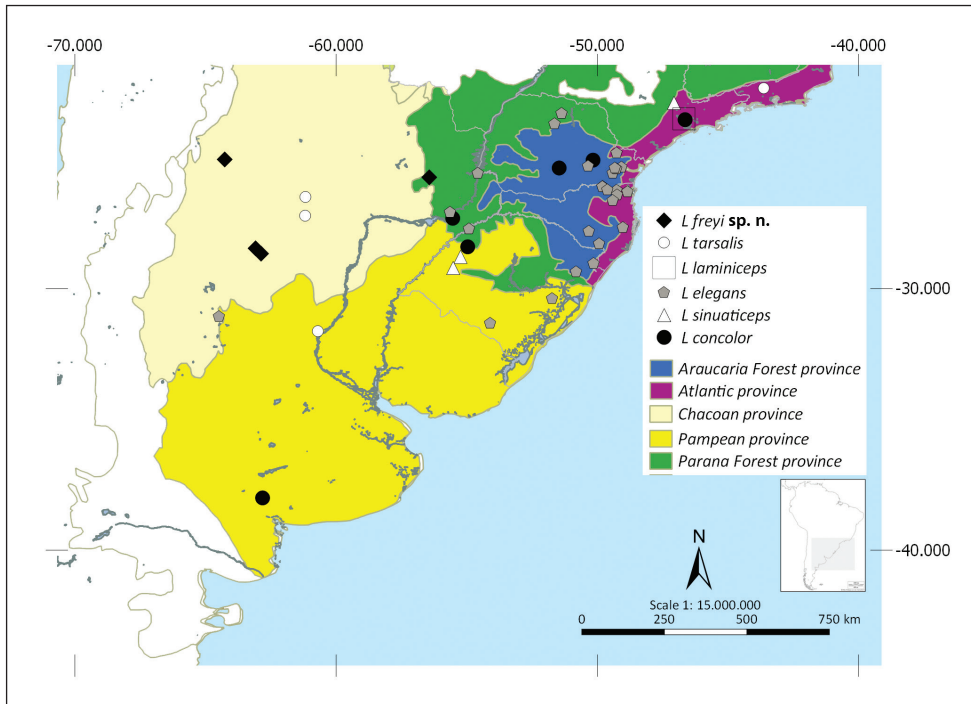 -70.000 -60.000 -50.000 -40.000
L freyi sp. n.
L tarsalis
L laminiceps
L elegans
L sinuaticeps
L concolor
Araucaria Forest province
Atlantic province
Chacoan province
Pampean province
Parana Forest province
-30.000
-40.000
N
Scale 1: 15.000.000
0 250 500 750 km